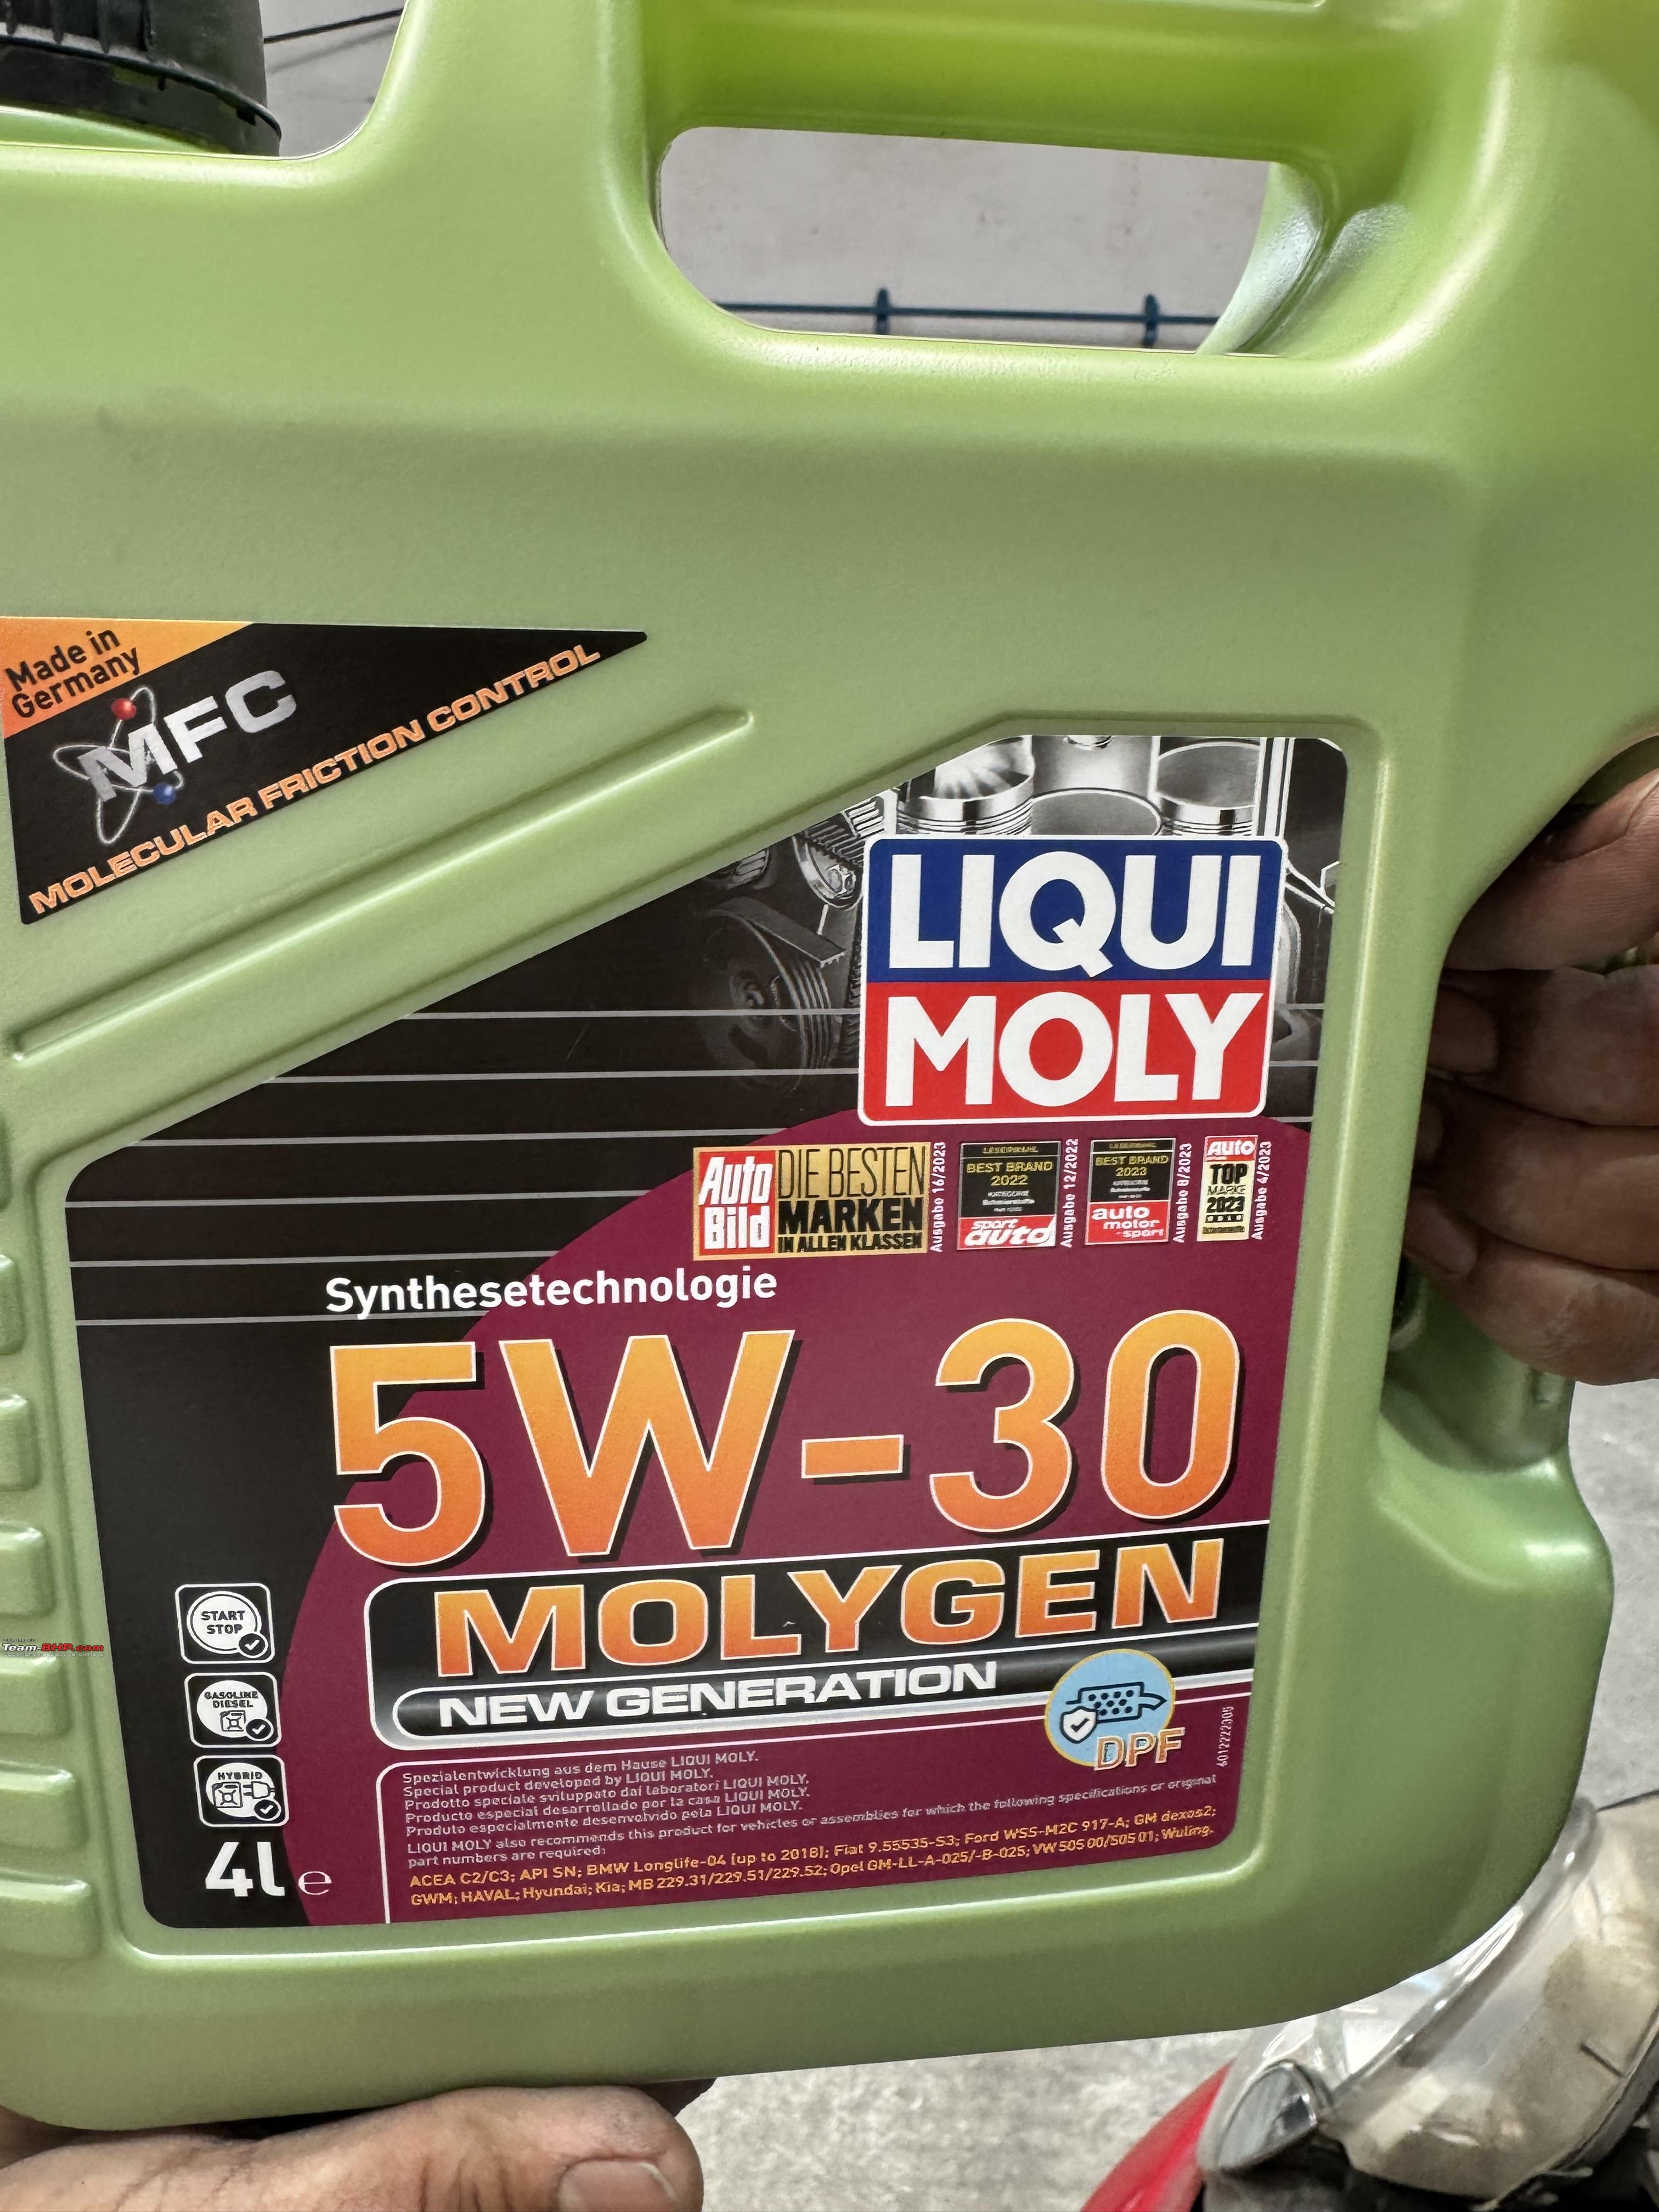 Made in
Germany
MFC
MOLECULAR FRICTION CONTROL
LIQUI
MOLY
Auto
Bild
DIE BESTEN
MARKEN
IN ALLEN KLASSEN
Ausgabe 16/2023
LESERWAHL
BEST BRAND
2022
sport
auto
Ausgabe 12/2022
LESERWAHL
BEST BRAND
2023
auto
motor
sport
Ausgabe 8/2023
Auto
TOP
MARKE
2023
Ausgabe 4/2023
Synthesetechnologie
5W-30
MOLYGEN
NEW GENERATION
START
STOP
GASOLINE
DIESEL
HYBRID
DPF
4l e
Spezialentwicklung aus dem Hause LIQUI MOLY.
Special product developed by LIQUI MOLY.
Prodotto speciale sviluppato dai laboratori LIQUI MOLY.
Producto especial desarrollado por la casa LIQUI MOLY.
Produto especialmente desenvolvido pela LIQUI MOLY.
LIQUI MOLY also recommends this product for vehicles or assemblies for which the following specifications or original
part numbers are required:
ACEA C2/C3; API SN; BMW Longlife-04 (up to 2018); Fiat 9.55535-S3; Ford WSS-M2C 917-A; GM dexos2;
GWM; HAVAL; Hyundai; Kia; MB 229.31/229.51/229.52; Opel GM-LL-A-025/-B-025; VW 505 00/505 01; Wuling.
Team-BHP.com